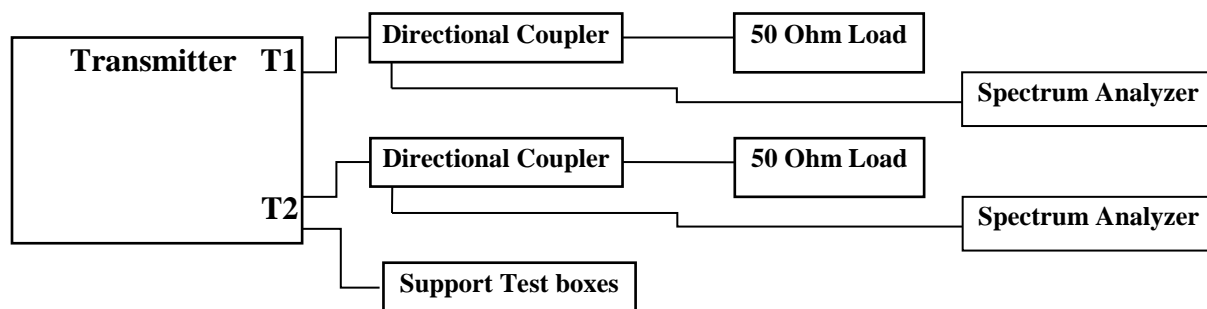 Transmitter T1
Directional Coupler
50 Ohm Load
Spectrum Analyzer
T2
Directional Coupler
50 Ohm Load
Spectrum Analyzer
Support Test boxes